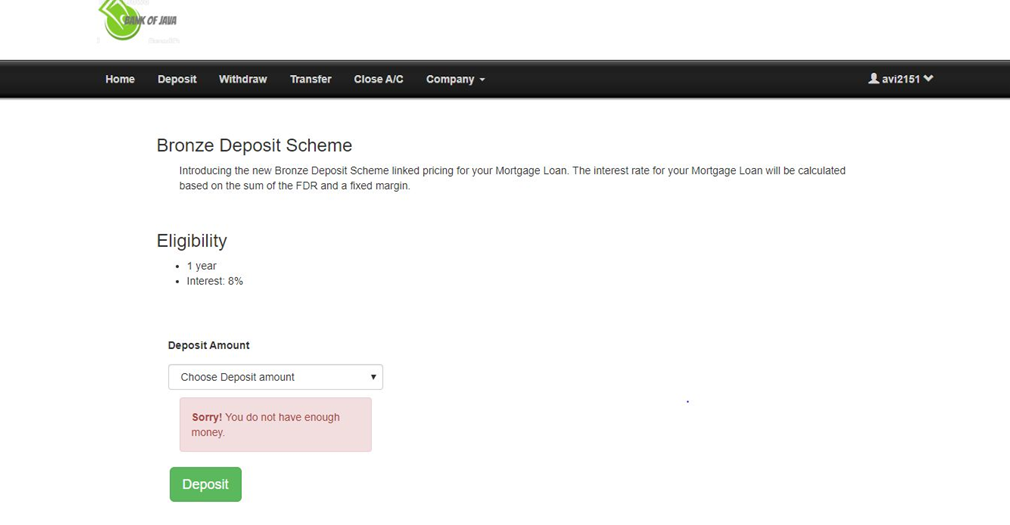 BANK OF JAVA
Home Deposit Withdraw Transfer Close A/C Company avi2151
Bronze Deposit Scheme
Introducing the new Bronze Deposit Scheme linked pricing for your Mortgage Loan. The interest rate for your Mortgage Loan will be calculated
based on the sum of the FDR and a fixed margin.
Eligibility
• 1 year
• Interest: 8%
Deposit Amount
Choose Deposit amount
Sorry! You do not have enough
money.
Deposit